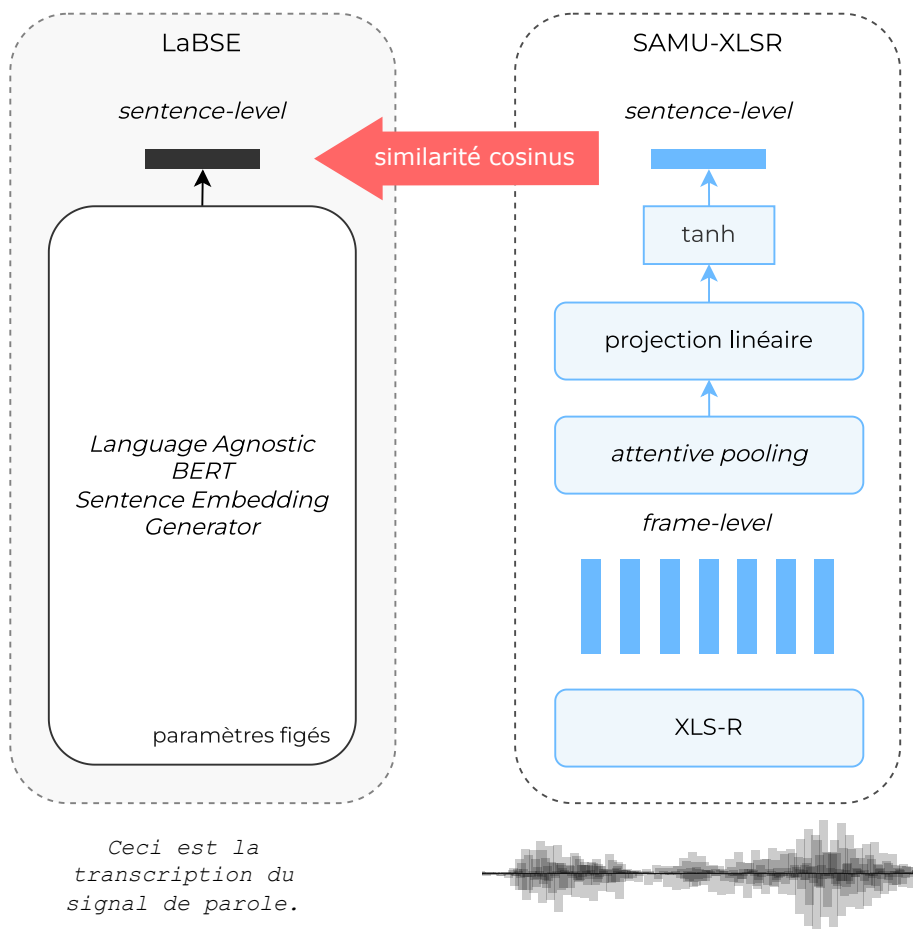 LaBSE
sentence-level
Language Agnostic
BERT
Sentence Embedding
Generator
paramètres figés
Ceci est la
transcription du
signal de parole.
similarité cosinus
SAMU-XLSR
sentence-level
tanh
projection linéaire
attentive pooling
frame-level
XLS-R